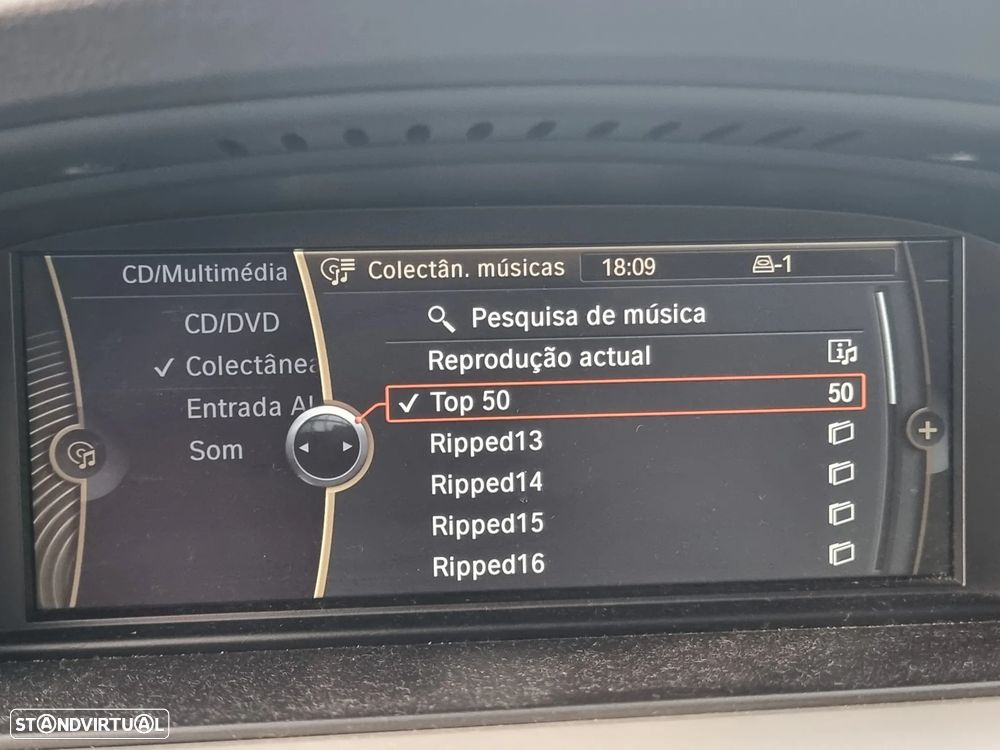 CD/Multimédia
CD/DVD
✓ Colectânea
Entrada
Som
Colectân. músicas 18:09 -1
Pesquisa de música
Reprodução actual
✓ Top 50 50
Ripped13
Ripped14
Ripped15
Ripped16
STANDVIRTUAL